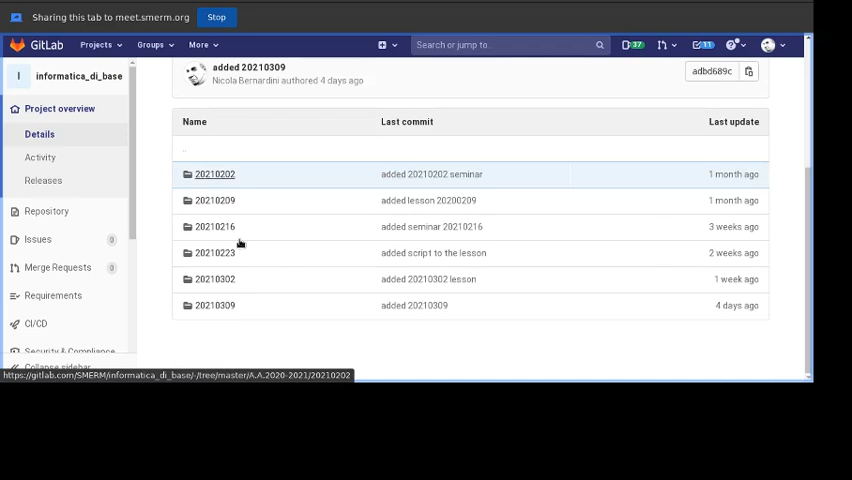 Sharing this tab to meet.smerm.org Stop
GitLab Projects Groups More Search or jump to... 37 11
I informatica_di_base
added 20210309
Nicola Bernardini authored 4 days ago
adbd689c
Project overview
Details
Activity
Releases
Repository
Issues 0
Merge Requests 0
Requirements
CI/CD
Security & Compliance
Collapse sidebar
Name Last commit Last update
..
20210202 added 20210202 seminar 1 month ago
20210209 added lesson 20200209 1 month ago
20210216 added seminar 20210216 3 weeks ago
20210223 added script to the lesson 2 weeks ago
20210302 added 20210302 lesson 1 week ago
20210309 added 20210309 4 days ago
https://gitlab.com/SMERM/informatica_di_base/-/tree/master/A.A.2020-2021/20210202